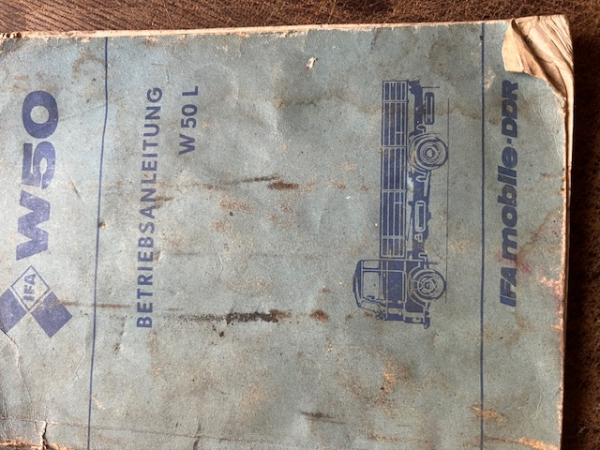 IFA W50
BETRIEBSANLEITUNG
W 50 L
IFA mobile-DDR